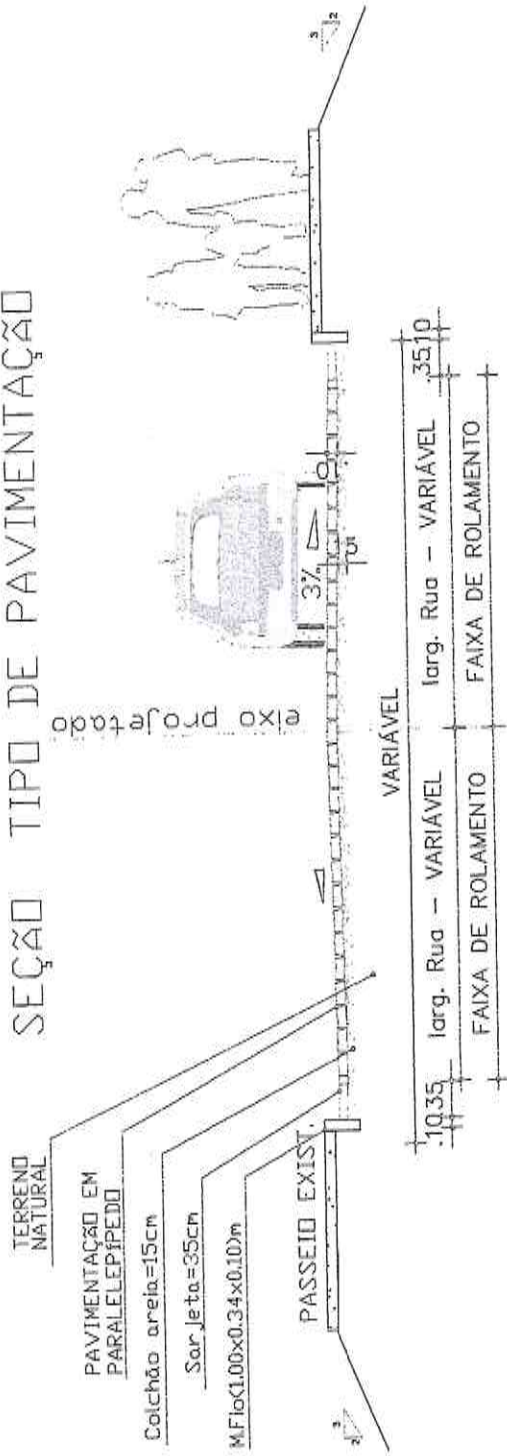 SEÇÃO TIPO DE PAVIMENTAÇÃO
TERRENO
NATURAL
PAVIMENTAÇÃO EM
PARALELEPÍPEDO
Colchão areia=15cm
Sarjeta=35cm
M.Fio(1.00x0.34x0.10)m
PASSEIO EXIST.
eixo projetado
3%
3
2
3
2
VARIÁVEL
.10
.35
larg. Rua - VARIÁVEL
larg. Rua - VARIÁVEL
.35
.10
FAIXA DE ROLAMENTO
FAIXA DE ROLAMENTO